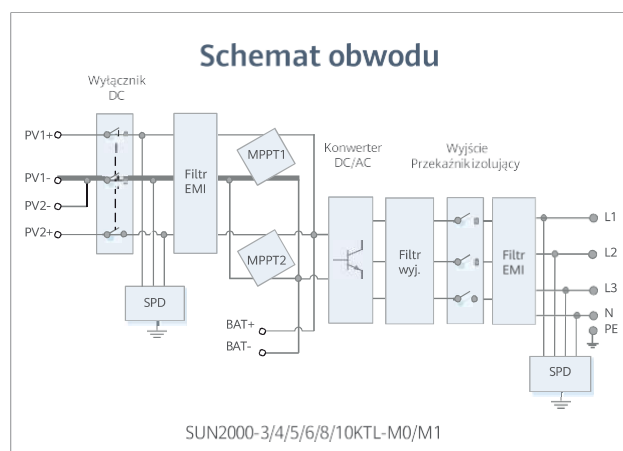 Schemat obwodu
Wyłącznik
DC
PV1+
PV1-
PV2-
PV2+
Filtr
EMI
MPPT1
MPPT2
SPD
BAT+
BAT-
Konwerter
DC/AC
Filtr
wyj.
Wyjście
Przekaźnikizolujący
Filtr
EMI
L1
L2
L3
N
PE
SPD
SUN2000-3/4/5/6/8/10KTL-M0/M1